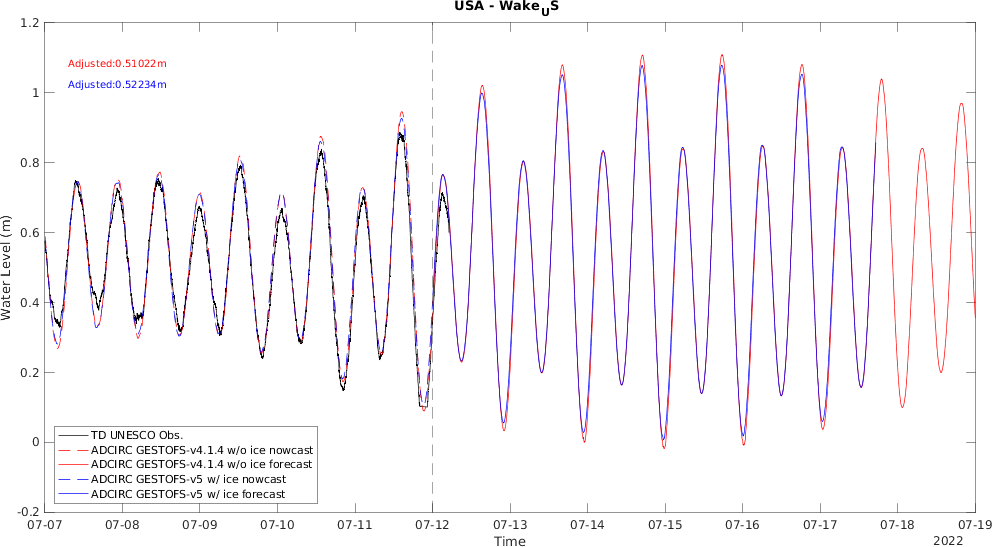 USA - Wake_US
1.2
1
0.8
0.6
0.4
0.2
0
-0.2
Water Level (m)
Adjusted:0.51022m
Adjusted:0.52234m
TD UNESCO Obs.
ADCIRC GESTOFS-v4.1.4 w/o ice nowcast
ADCIRC GESTOFS-v4.1.4 w/o ice forecast
ADCIRC GESTOFS-v5 w/ ice nowcast
ADCIRC GESTOFS-v5 w/ ice forecast
07-07 07-08 07-09 07-10 07-11 07-12 07-13 07-14 07-15 07-16 07-17 07-18 07-19
Time
2022